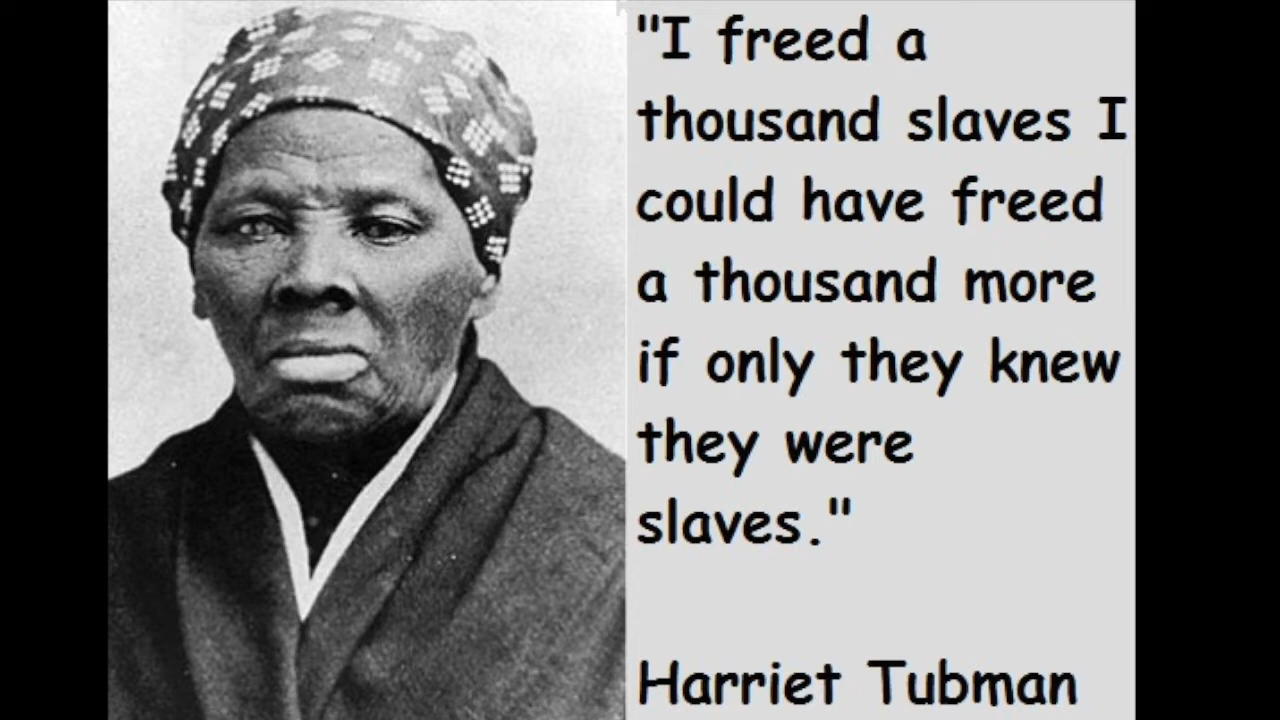 "I freed a
thousand slaves I
could have freed
a thousand more
if only they knew
they were
slaves."
Harriet Tubman